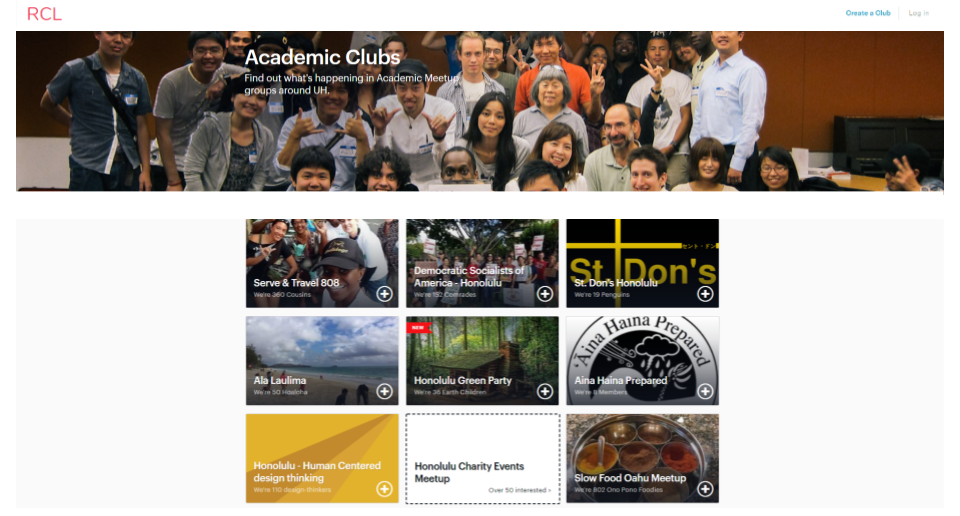 RCL
Create a Club
Log in
Academic Clubs
Find out what's happening in Academic Meetup
groups around UH.
Serve & Travel 808
We're 360 Cousins
Democratic Socialists of
America - Honolulu
We're 192 Comrades
セント・ドン
St. Don's
St. Don's Honolulu
We're 19 Penguins
Ala Laulima
We're 50 Hoaloha
NEW
Honolulu Green Party
We're 36 Earth Children
'Āina Haina Prepared
Aina Haina Prepared
We're 6 Members
Honolulu - Human Centered
design thinking
We're 110 design-thinkers
Honolulu Charity Events
Meetup
Over 50 interested >
Slow Food Oahu Meetup
We're 802 Ono Pono Foodies